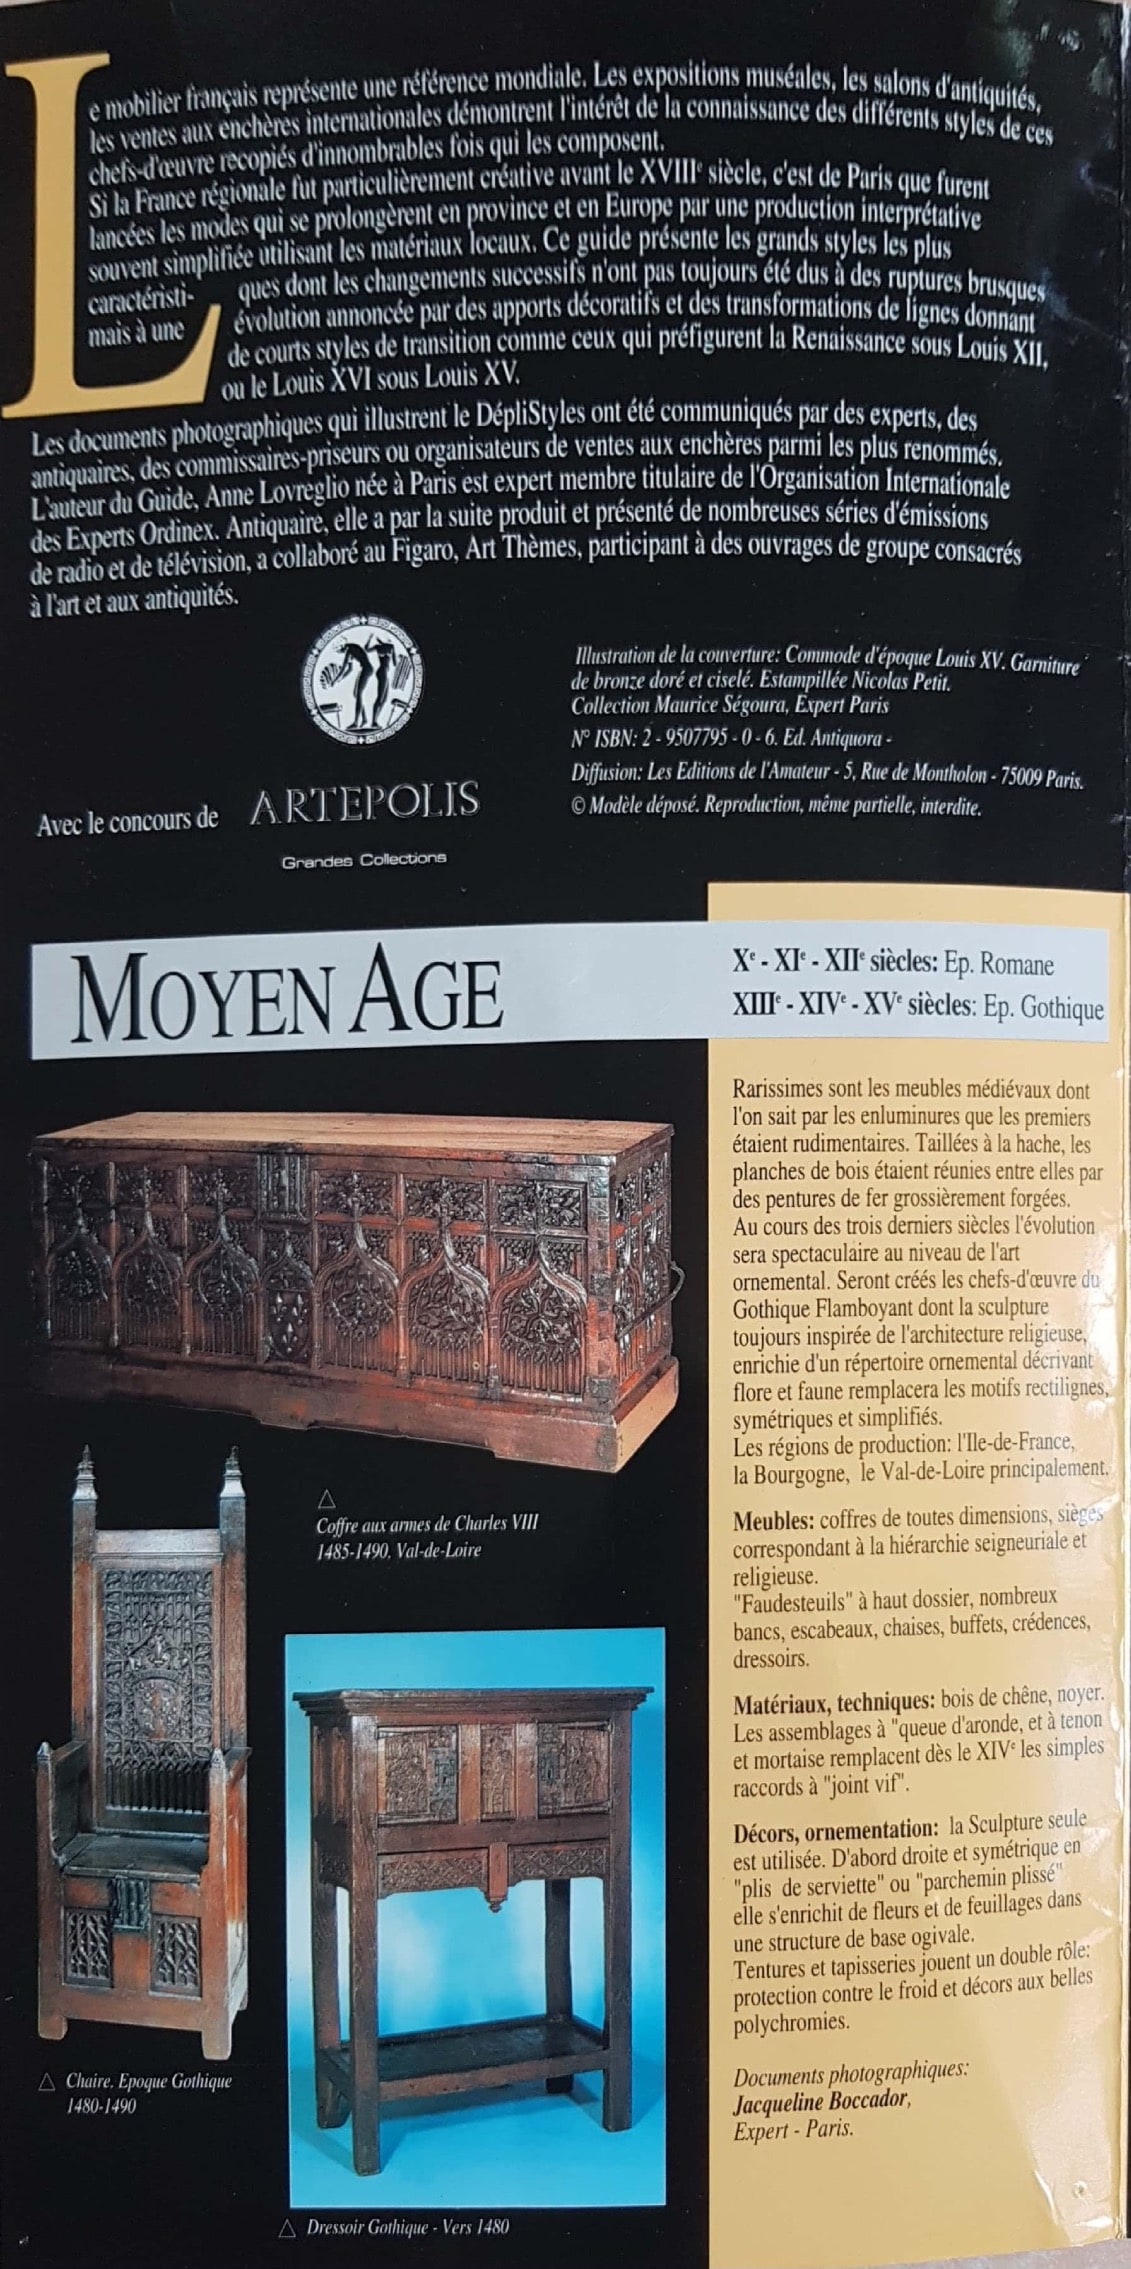 Le mobilier français représente une référence mondiale. Les expositions muséales, les salons d'antiquités,
les ventes aux enchères internationales démontrent l'intérêt de la connaissance des différents styles de ces
chefs-d'œuvre recopiés d'innombrables fois qui les composent.
Si la France régionale fut particulièrement créative avant le XVIIIe siècle, c'est de Paris que furent
lancées les modes qui se prolongèrent en province et en Europe par une production interprétative
souvent simplifiée utilisant les matériaux locaux. Ce guide présente les grands styles les plus
caractéristi- ques dont les changements successifs n'ont pas toujours été dus à des ruptures brusques
mais à une évolution annoncée par des apports décoratifs et des transformations de lignes donnant
de courts styles de transition comme ceux qui préfigurent la Renaissance sous Louis XII,
ou le Louis XVI sous Louis XV.
Les documents photographiques qui illustrent le DépliStyles ont été communiqués par des experts, des
antiquaires, des commissaires-priseurs ou organisateurs de ventes aux enchères parmi les plus renommés.
L'auteur du Guide, Anne Lovreglio née à Paris est expert membre titulaire de l'Organisation Internationale
des Experts Ordinex. Antiquaire, elle a par la suite produit et présenté de nombreuses séries d'émissions
de radio et de télévision, a collaboré au Figaro, Art Thèmes, participant à des ouvrages de groupe consacrés
à l'art et aux antiquités.
Illustration de la couverture: Commode d'époque Louis XV. Garniture
de bronze doré et ciselé. Estampillée Nicolas Petit.
Collection Maurice Ségoura, Expert Paris
N° ISBN: 2 - 9507795 - 0 - 6. Ed. Antiquora -
Diffusion: Les Editions de l'Amateur - 5, Rue de Montholon - 75009 Paris.
© Modèle déposé. Reproduction, même partielle, interdite.
Avec le concours de ARTEPOLIS
Grandes Collections
MOYEN AGE
Xe - XIe - XIIe siècles: Ep. Romane
XIIIe - XIVe - XVe siècles: Ep. Gothique
Rarissimes sont les meubles médiévaux dont
l'on sait par les enluminures que les premiers
étaient rudimentaires. Taillées à la hache, les
planches de bois étaient réunies entre elles par
des pentures de fer grossièrement forgées.
Au cours des trois derniers siècles l'évolution
sera spectaculaire au niveau de l'art
ornemental. Seront créés les chefs-d'œuvre du
Gothique Flamboyant dont la sculpture
toujours inspirée de l'architecture religieuse,
enrichie d'un répertoire ornemental décrivant
flore et faune remplacera les motifs rectilignes,
symétriques et simplifiés.
Les régions de production: l'Ile-de-France,
la Bourgogne, le Val-de-Loire principalement.
Meubles: coffres de toutes dimensions, sièges
correspondant à la hiérarchie seigneuriale et
religieuse.
"Faudesteuils" à haut dossier, nombreux
bancs, escabeaux, chaises, buffets, crédences,
dressoirs.
Matériaux, techniques: bois de chêne, noyer.
Les assemblages à "queue d'aronde, et à tenon
et mortaise remplacent dès le XIVe les simples
raccords à "joint vif".
Décors, ornementation: la Sculpture seule
est utilisée. D'abord droite et symétrique en
"plis de serviette" ou "parchemin plissé"
elle s'enrichit de fleurs et de feuillages dans
une structure de base ogivale.
Tentures et tapisseries jouent un double rôle:
protection contre le froid et décors aux belles
polychromies.
Documents photographiques:
Jacqueline Boccador,
Expert - Paris.
△
Coffre aux armes de Charles VIII
1485-1490. Val-de-Loire
△ Chaire. Epoque Gothique
1480-1490
△ Dressoir Gothique - Vers 1480